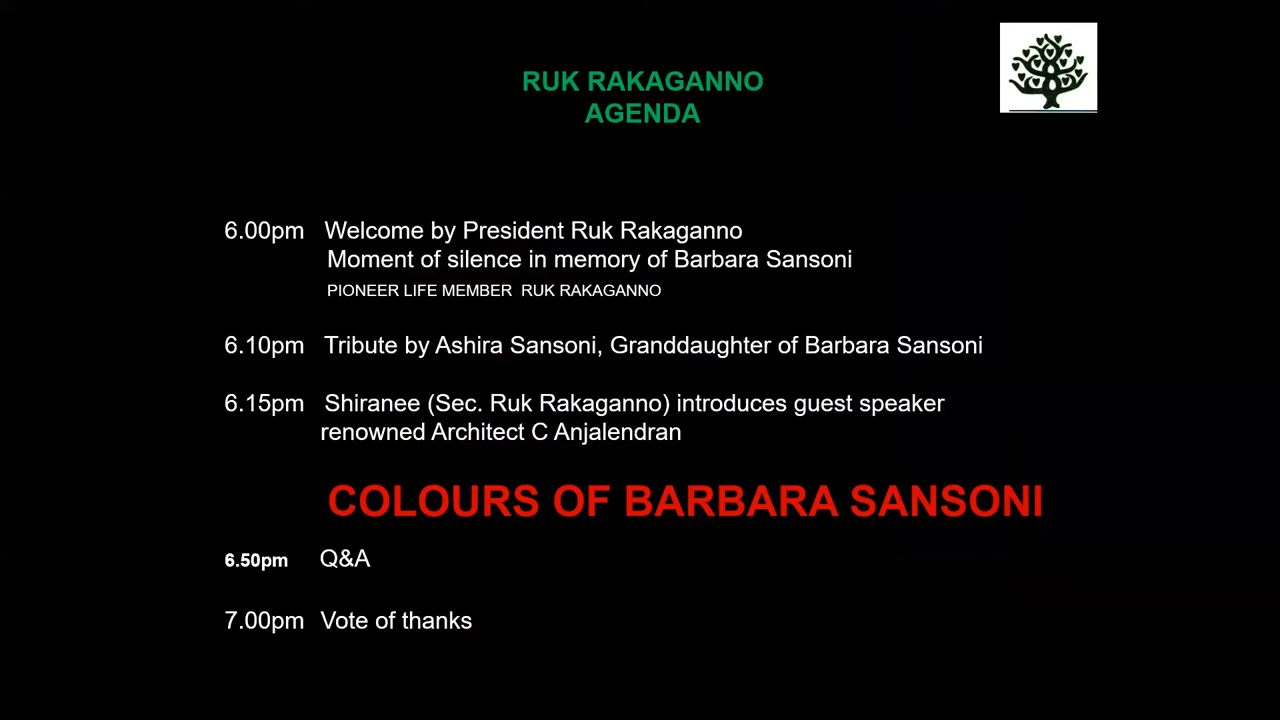 RUK RAKAGANNO
AGENDA
6.00pm Welcome by President Ruk Rakaganno
Moment of silence in memory of Barbara Sansoni
PIONEER LIFE MEMBER RUK RAKAGANNO
6.10pm Tribute by Ashira Sansoni, Granddaughter of Barbara Sansoni
6.15pm Shiranee (Sec. Ruk Rakaganno) introduces guest speaker
renowned Architect C Anjalendran
COLOURS OF BARBARA SANSONI
6.50pm Q&A
7.00pm Vote of thanks